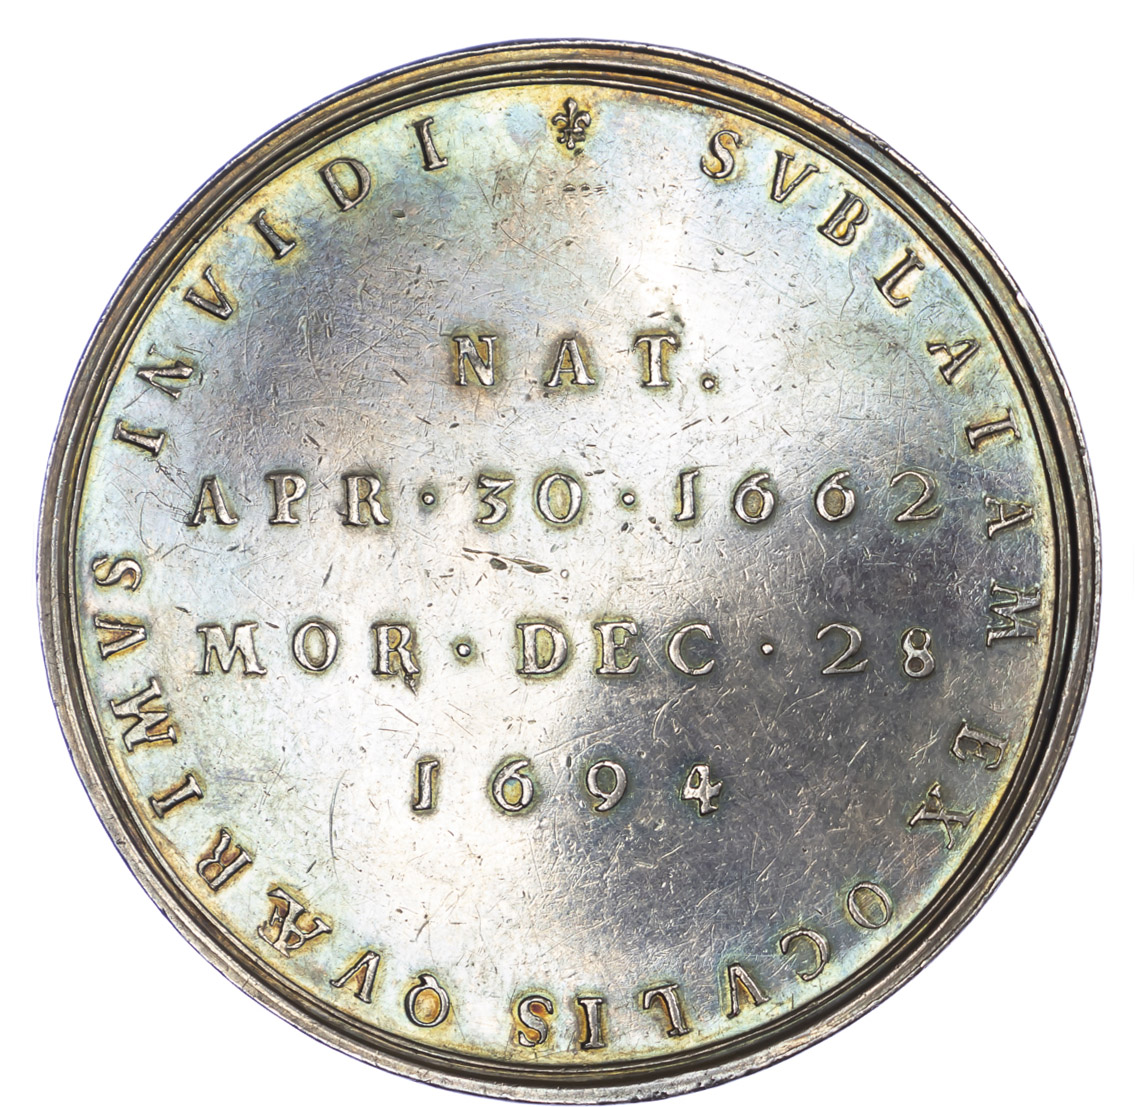 SVBLATAM EX OCVLIS QVÆRIMVS INVIDI
NAT.
APR · 30 · 1662
MOR · DEC · 28
1694